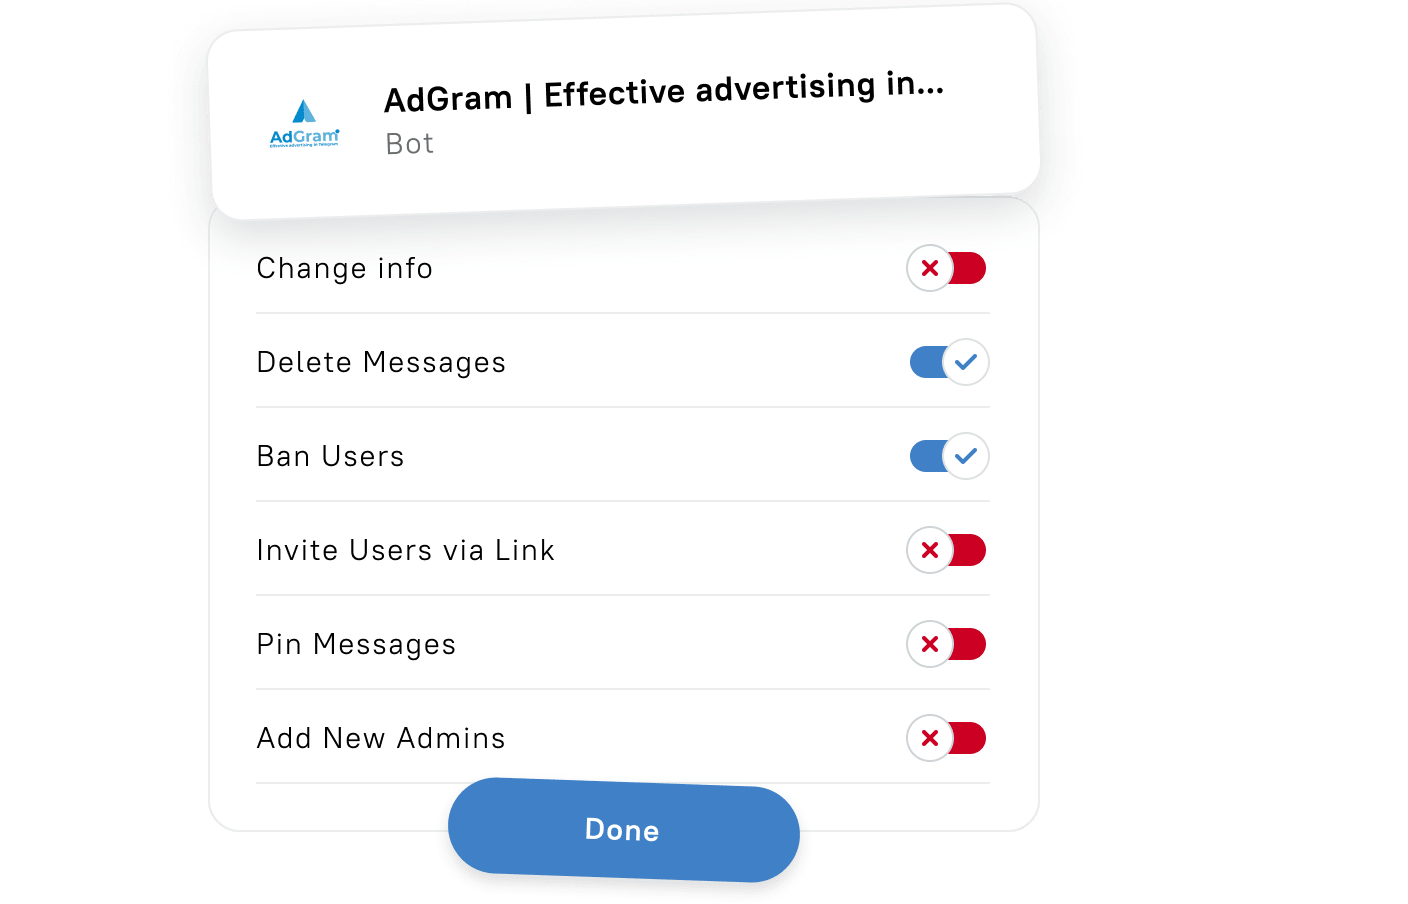 AdGram | Effective advertising in...
Bot
AdGram
Effective advertising in Telegram
Change info
Delete Messages
Ban Users
Invite Users via Link
Pin Messages
Add New Admins
Done